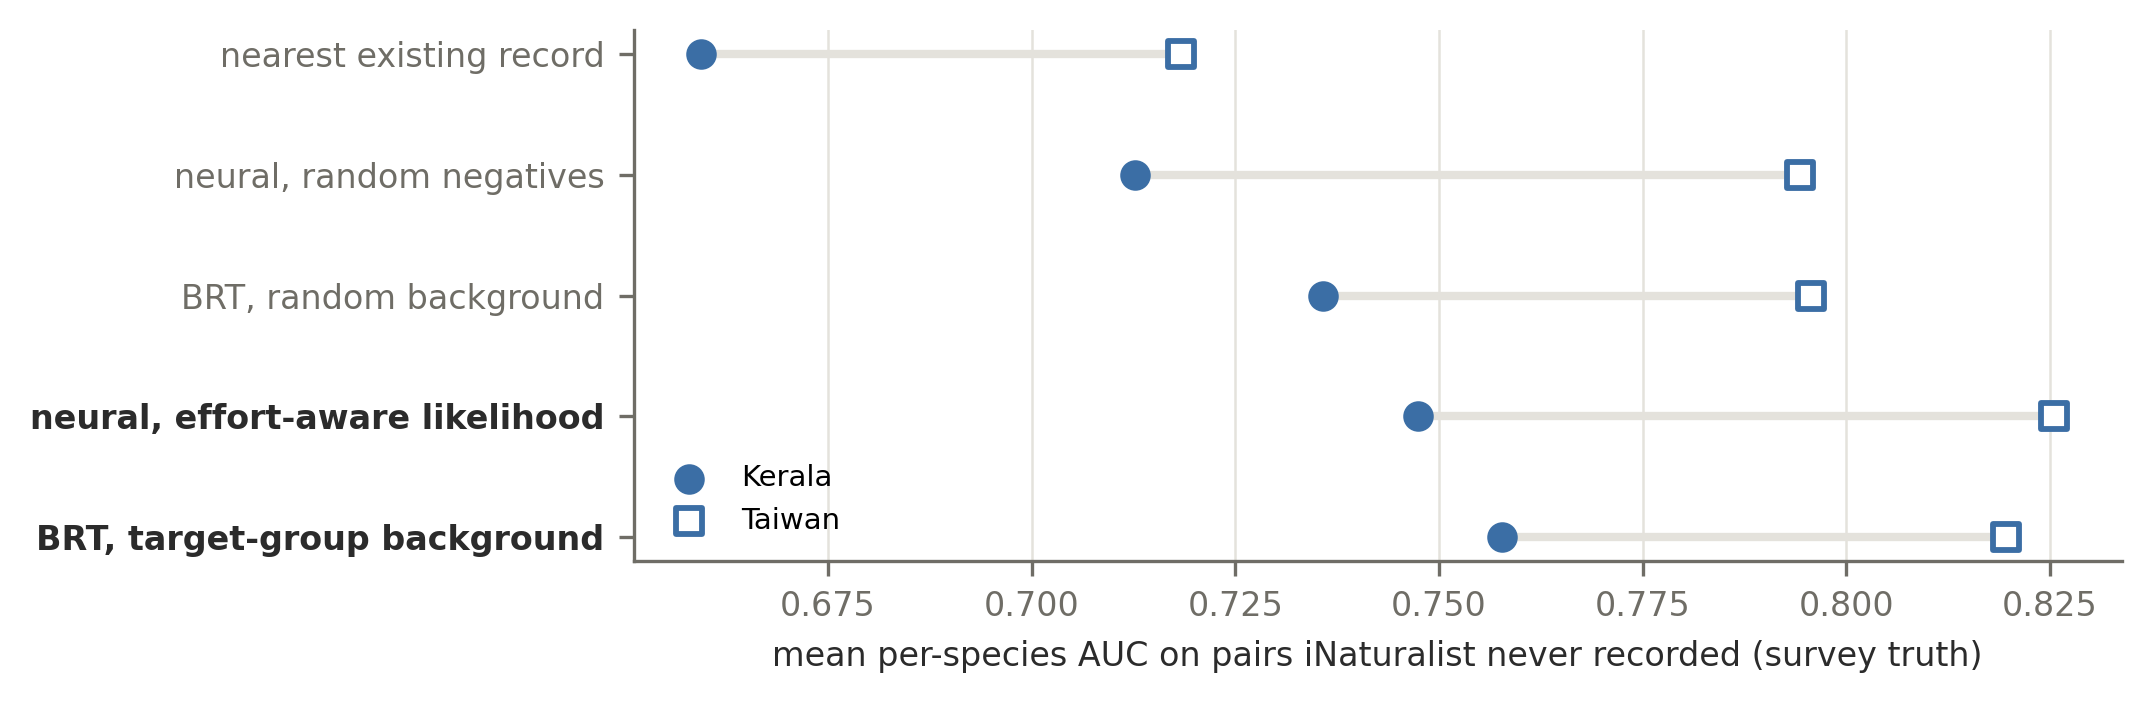 nearest existing record
neural, random negatives
BRT, random background
neural, effort-aware likelihood
BRT, target-group background
Kerala
Taiwan
0.675 0.700 0.725 0.750 0.775 0.800 0.825
mean per-species AUC on pairs iNaturalist never recorded (survey truth)